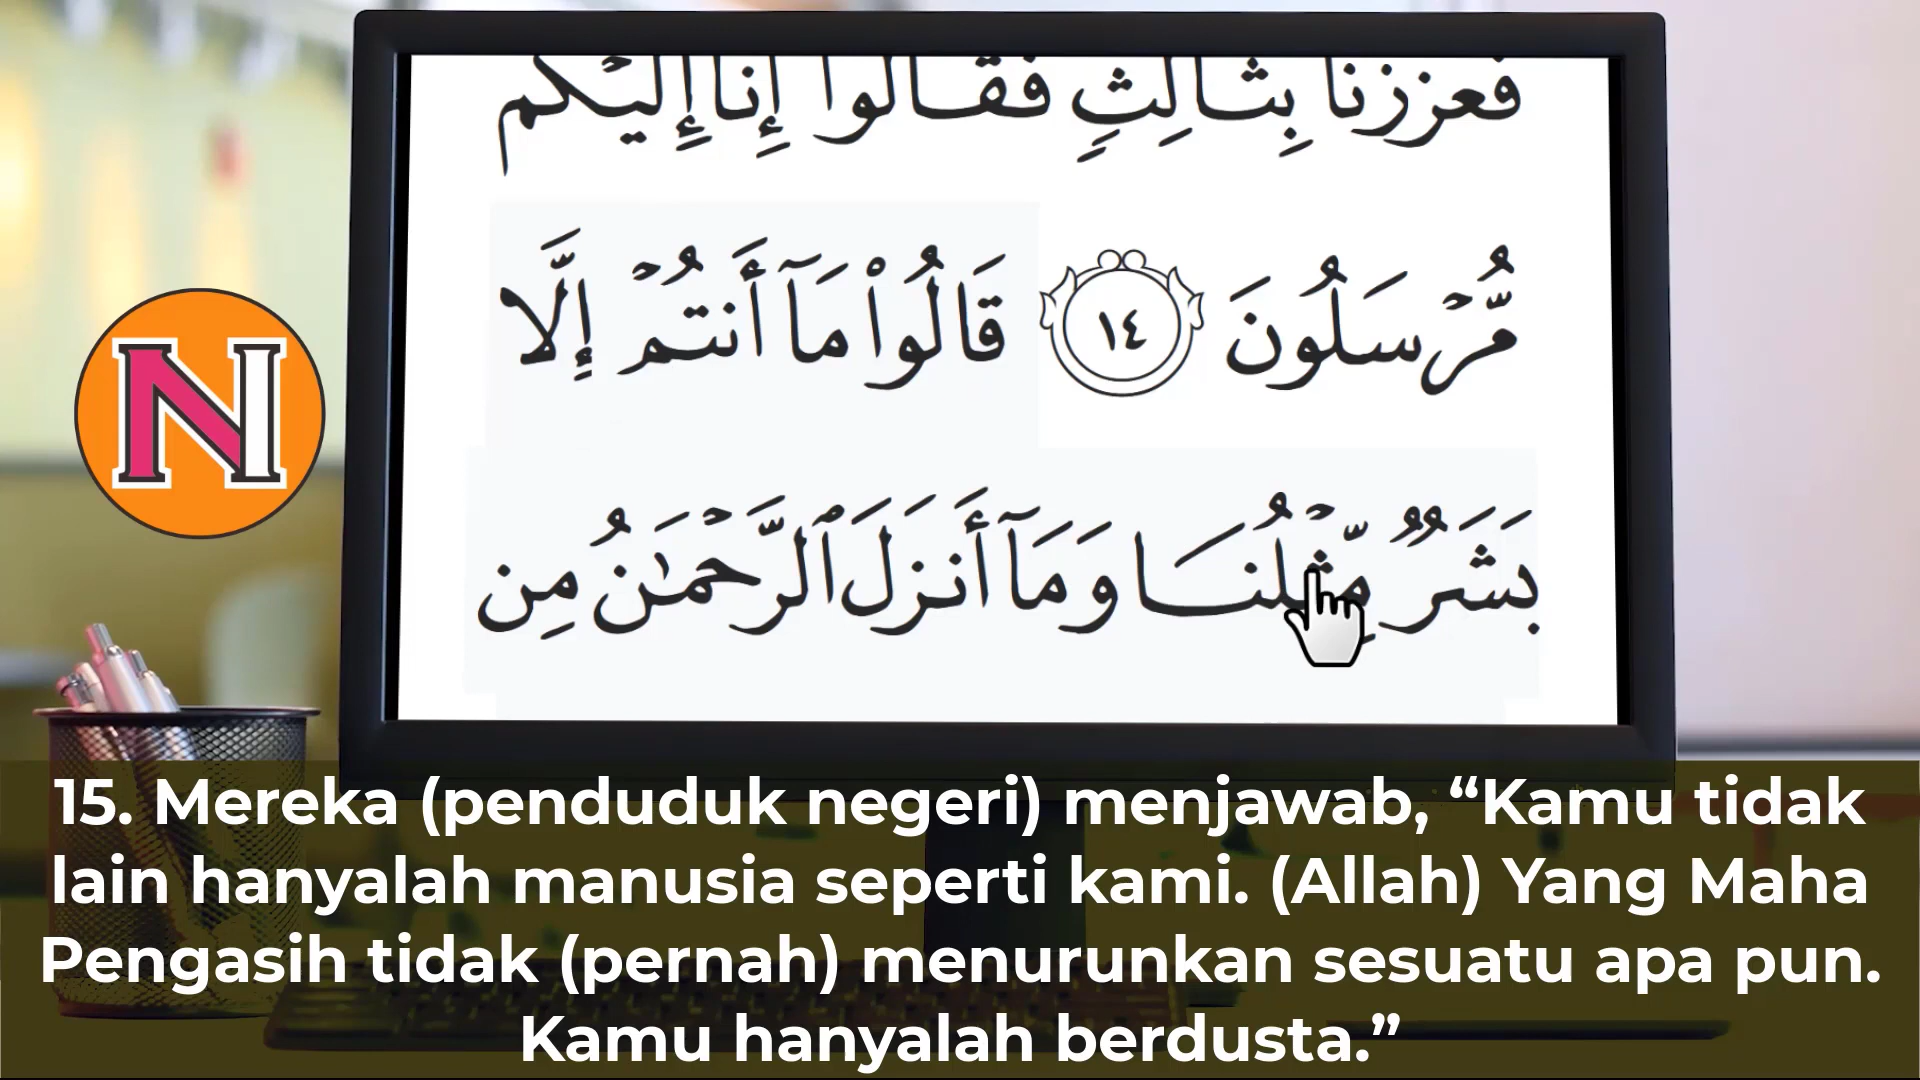 فَعَزَّزْنَا بِثَالِثٍ فَقَالُوا إِنَّا إِلَيْكُم
مُّرْسَلُونَ ١٤ قَالُوا۟ مَآ أَنتُمْ إِلَّا
بَشَرٌ مِّثْلُنَا وَمَآ أَنزَلَ ٱلرَّحْمَٰنُ مِن
N
15. Mereka (penduduk negeri) menjawab, “Kamu tidak
lain hanyalah manusia seperti kami. (Allah) Yang Maha
Pengasih tidak (pernah) menurunkan sesuatu apa pun.
Kamu hanyalah berdusta.”